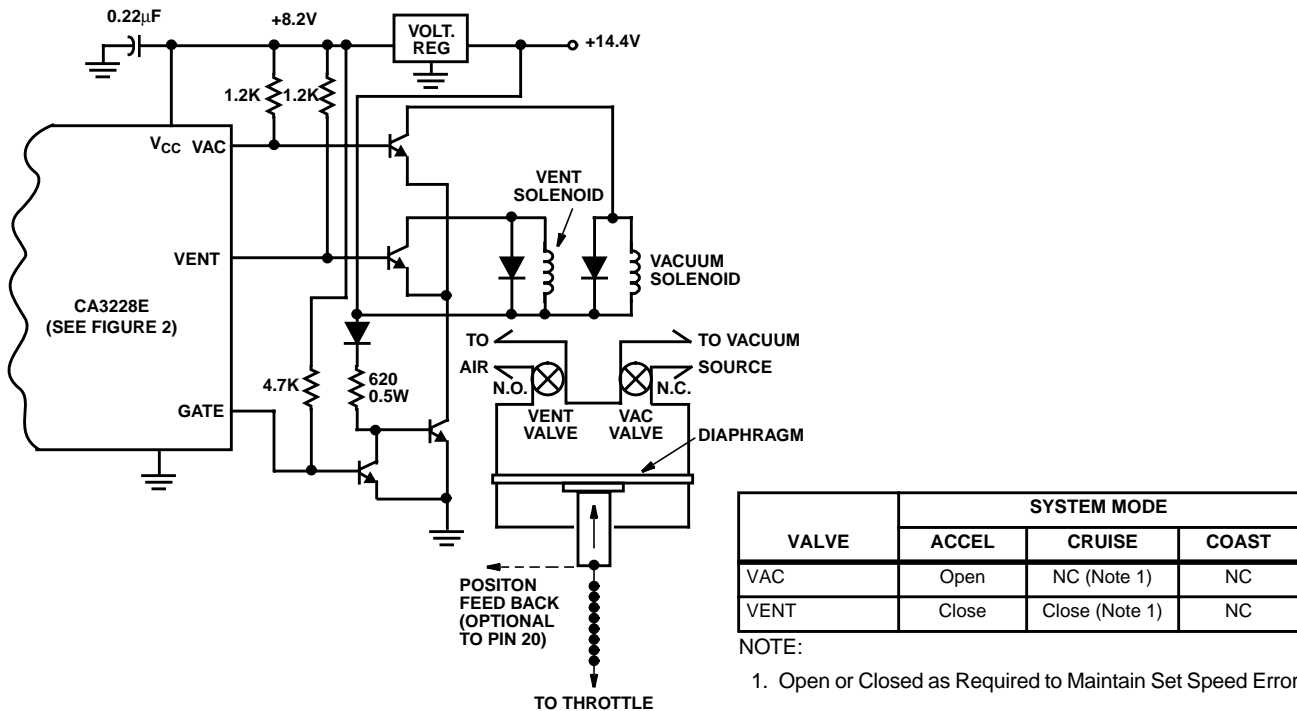 0.22μF
+8.2V
VOLT.
REG
+14.4V
1.2K
1.2K
VCC VAC
VENT
SOLENOID
VENT
VACUUM
SOLENOID
CA3228E
(SEE FIGURE 2)
TO
TO VACUUM
AIR
SOURCE
4.7K
620
0.5W
N.O.
N.C.
GATE
VENT
VALVE
VAC
VALVE
DIAPHRAGM
POSITON
FEED BACK
(OPTIONAL
TO PIN 20)
TO THROTTLE
VALVE
SYSTEM MODE
ACCEL CRUISE COAST
VAC Open NC (Note 1) NC
VENT Close Close (Note 1) NC
NOTE:
1. Open or Closed as Required to Maintain Set Speed Error